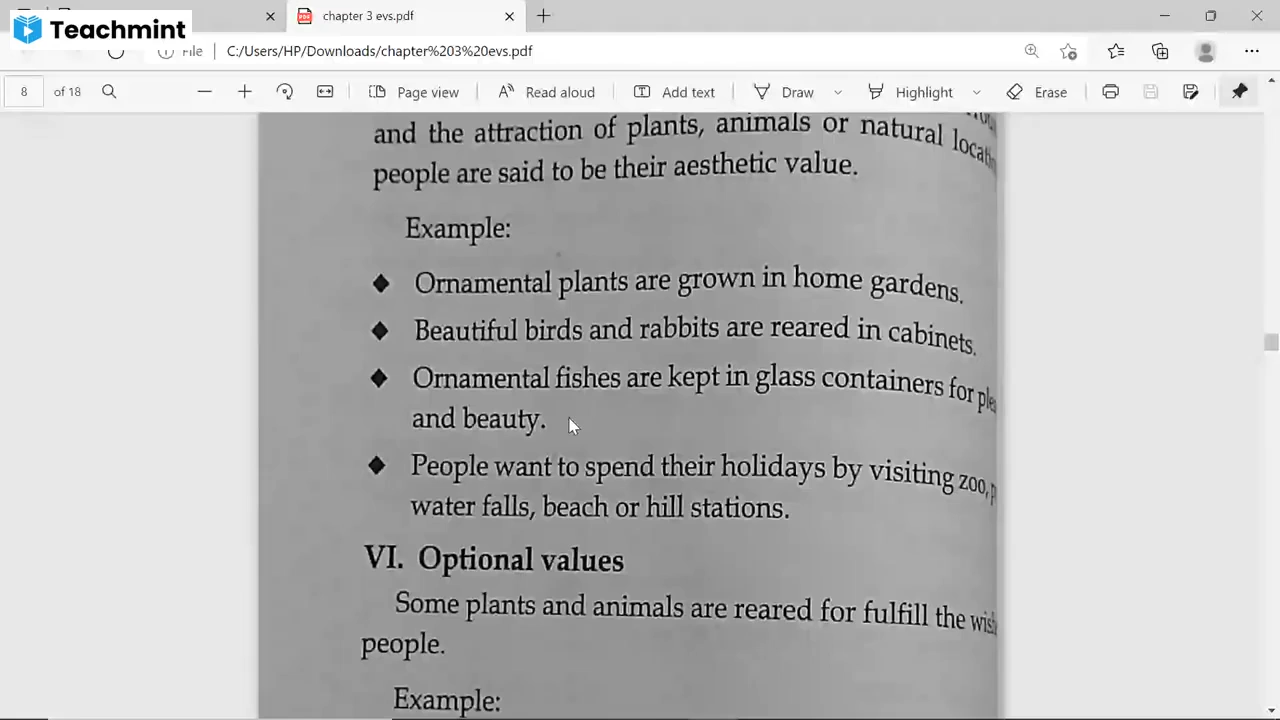 Teachmint
chapter 3 evs.pdf
File
C:/Users/HP/Downloads/chapter%203%20evs.pdf
8 of 18
Page view
Read aloud
Add text
Draw
Highlight
Erase
and the attraction of plants, animals or natural
people are said to be their aesthetic value.
Example:
◆ Ornamental plants are grown in home gardens.
◆ Beautiful birds and rabbits are reared in cabinets.
◆ Ornamental fishes are kept in glass containers for
and beauty.
◆ People want to spend their holidays by visiting zoo,
water falls, beach or hill stations.
VI. Optional values
Some plants and animals are reared for fulfill the
people.
Example: